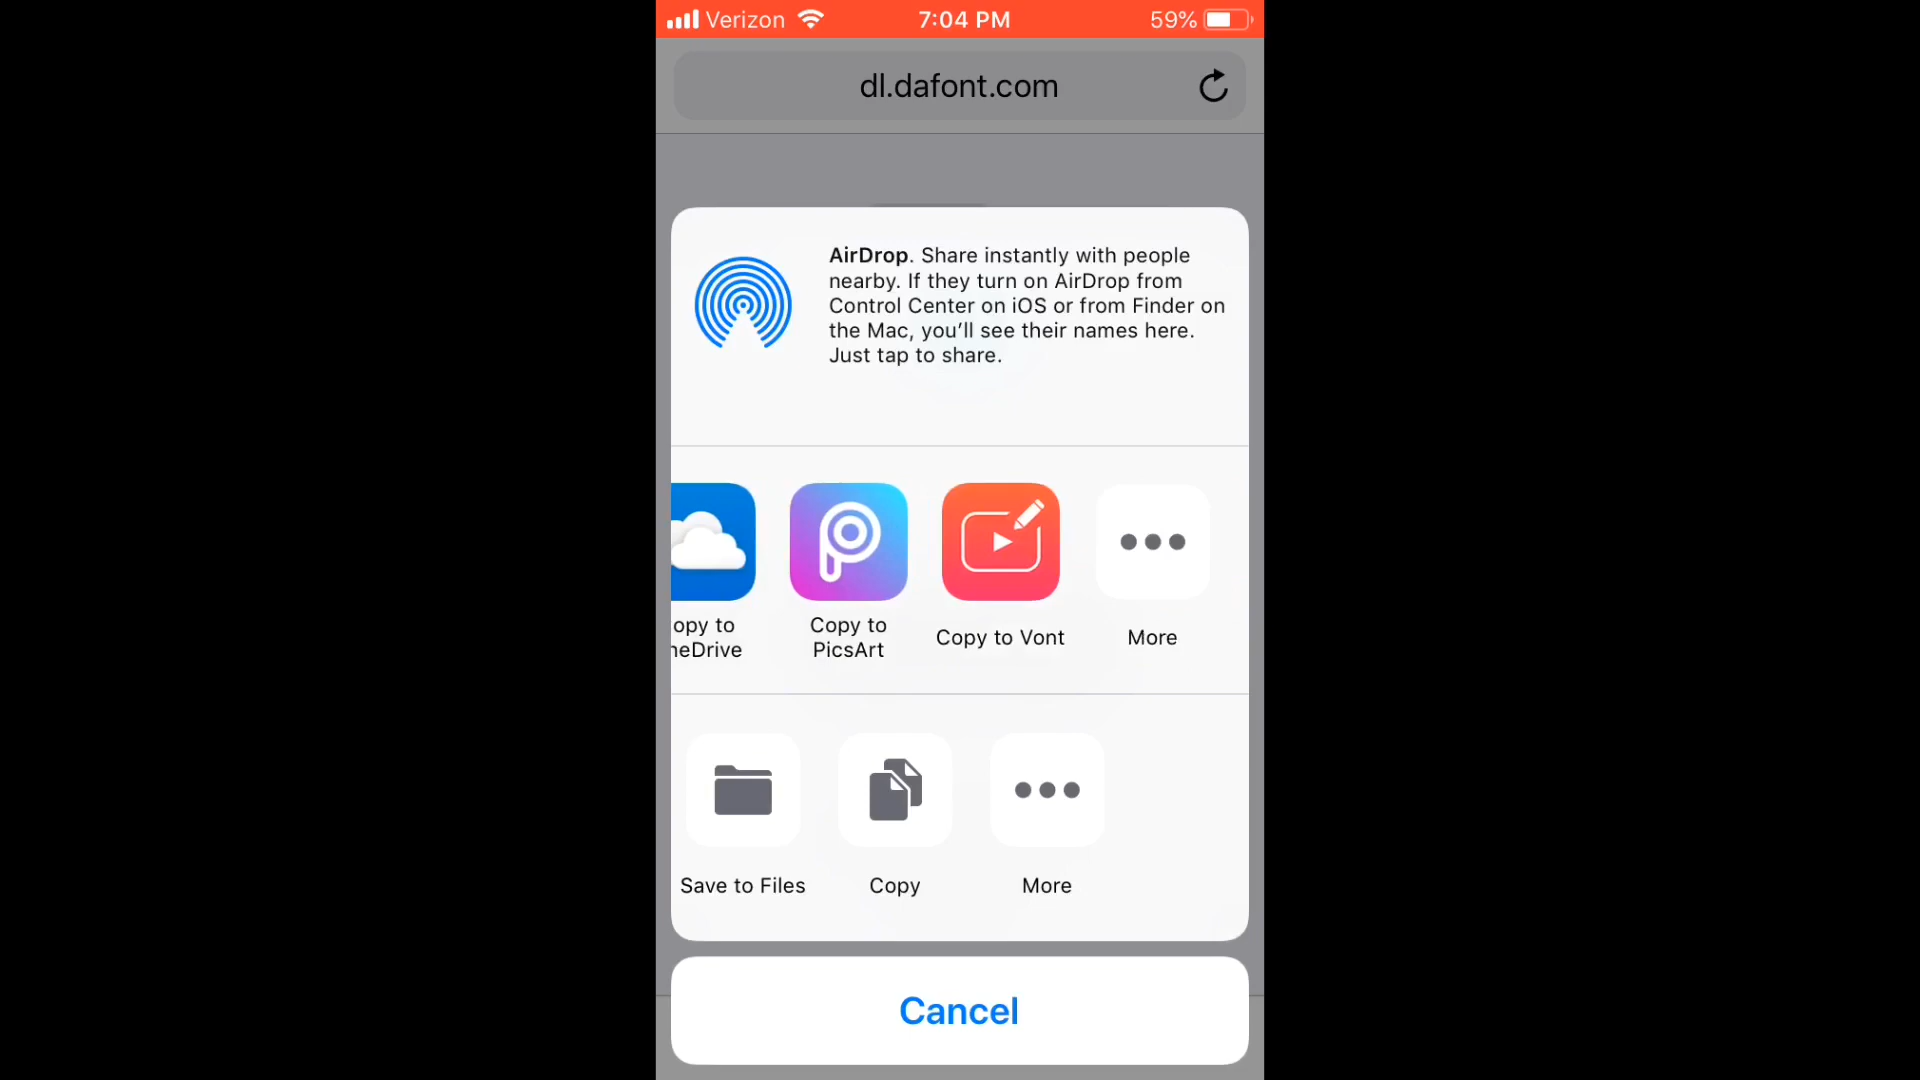 Verizon 7:04 PM 59%
dl.dafont.com
AirDrop. Share instantly with people
nearby. If they turn on AirDrop from
Control Center on iOS or from Finder on
the Mac, you’ll see their names here.
Just tap to share.
opy to
neDrive
Copy to
PicsArt
Copy to Vont
More
Save to Files
Copy
More
Cancel